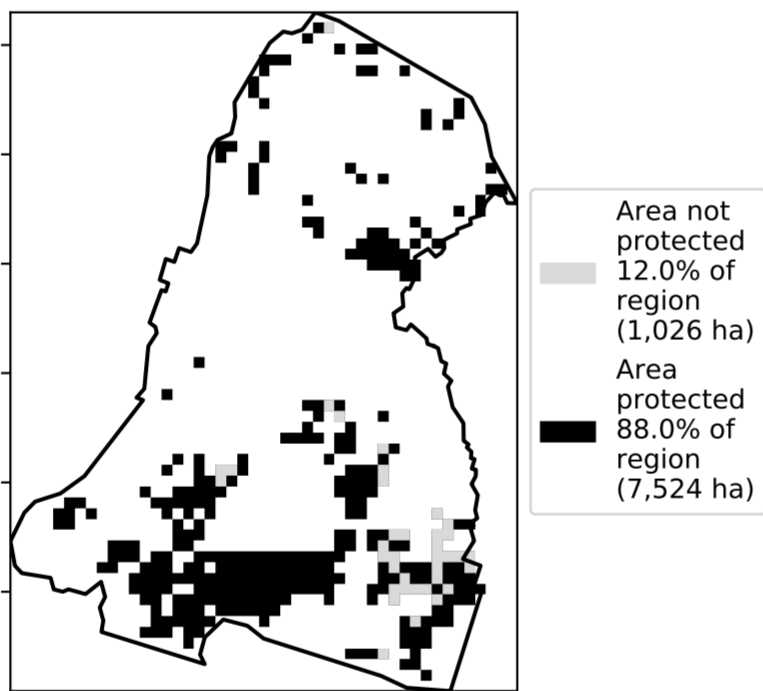 Area not
protected
12.0% of
region
(1,026 ha)
Area
protected
88.0% of
region
(7,524 ha)